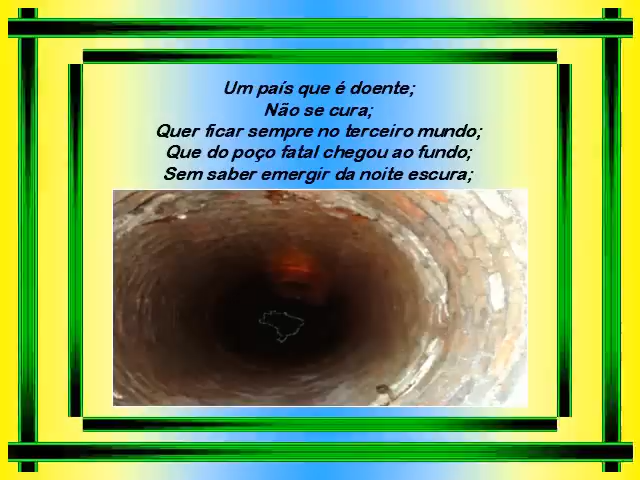 Um país que é doente;
Não se cura;
Quer ficar sempre no terceiro mundo;
Que do poço fatal chegou ao fundo;
Sem saber emergir da noite escura;